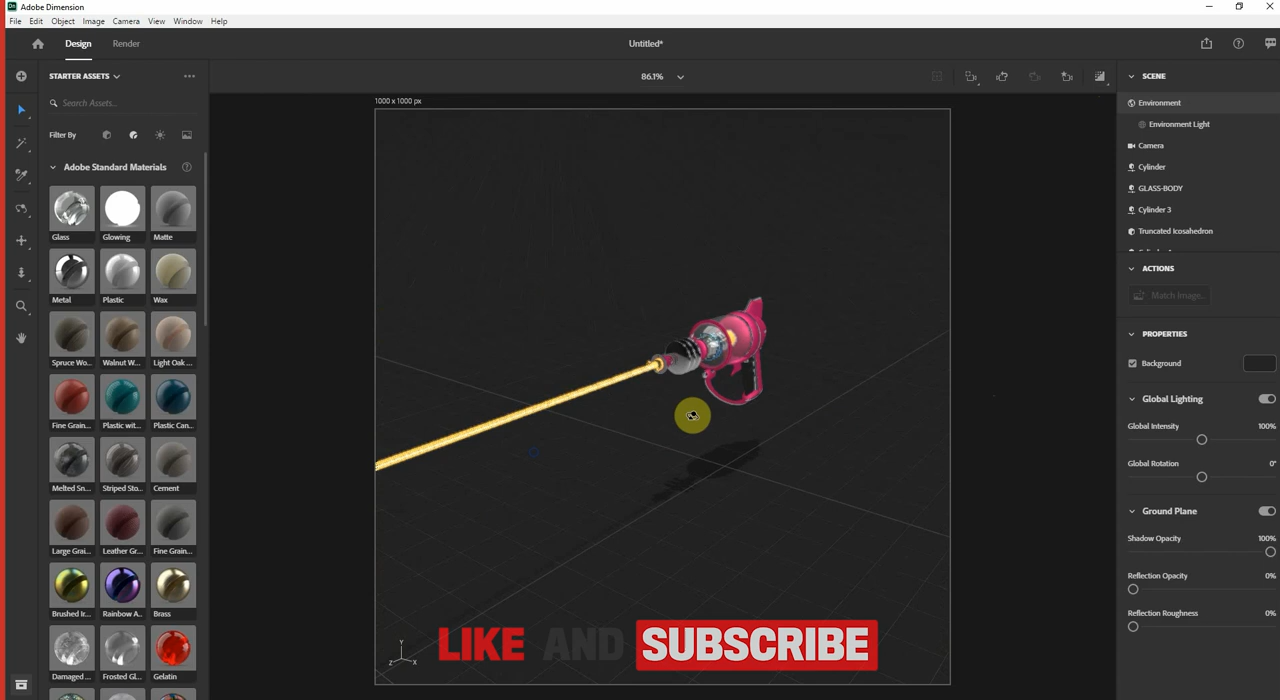 Adobe Dimension
File Edit Object Image Camera View Window Help
Design Render Untitled*
STARTER ASSETS
86.1%
Search Assets...
Filter By
Adobe Standard Materials
Glass Glowing Matte
Metal Plastic Wax
Spruce Wo... Walnut W... Light Oak ...
Fine Grain... Plastic wit... Plastic Can...
Melted Sn... Striped Sto... Cement
Large Grai... Leather Gr... Fine Grain...
Brushed Ir... Rainbow A... Brass
Damaged ... Frosted Gl... Gelatin
1000 x 1000 px
Y
Z X
LIKE AND SUBSCRIBE
SCENE
Environment
Environment Light
Camera
Cylinder
GLASS-BODY
Cylinder 3
Truncated Icosahedron
ACTIONS
Match Image...
PROPERTIES
Background
Global Lighting
Global Intensity 100%
Global Rotation 0°
Ground Plane
Shadow Opacity 100%
Reflection Opacity 0%
Reflection Roughness 0%